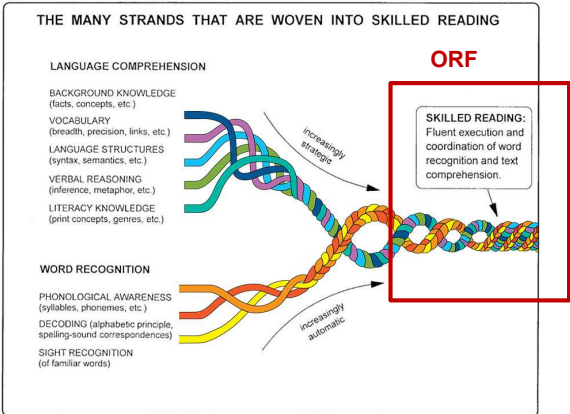 THE MANY STRANDS THAT ARE WOVEN INTO SKILLED READING
ORF
LANGUAGE COMPREHENSION
BACKGROUND KNOWLEDGE
(facts, concepts, etc.)
VOCABULARY
(breadth, precision, links, etc.)
LANGUAGE STRUCTURES
(syntax, semantics, etc.)
VERBAL REASONING
(inference, metaphor, etc.)
LITERACY KNOWLEDGE
(print concepts, genres, etc.)
increasingly
strategic
SKILLED READING:
Fluent execution and
coordination of word
recognition and text
comprehension.
WORD RECOGNITION
PHONOLOGICAL AWARENESS
(syllables, phonemes, etc.)
DECODING (alphabetic principle,
spelling-sound correspondences)
SIGHT RECOGNITION
(of familiar words)
increasingly
automatic